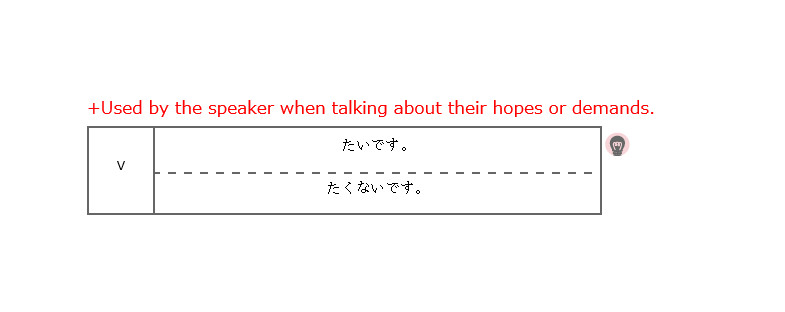 +Used by the speaker when talking about their hopes or demands.
V
たいです。
たくないです。